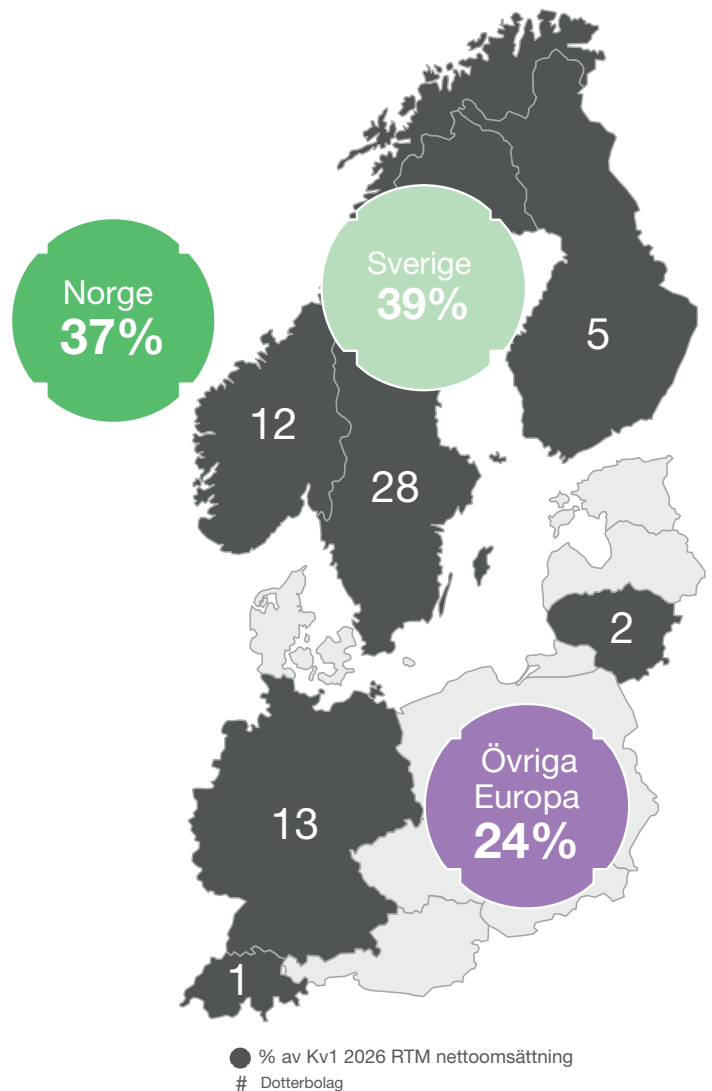 Norge
37%
Sverige
39%
5
12
28
2
Övriga
Europa
24%
13
1
% av Kv1 2026 RTM nettoomsättning
# Dotterbolag